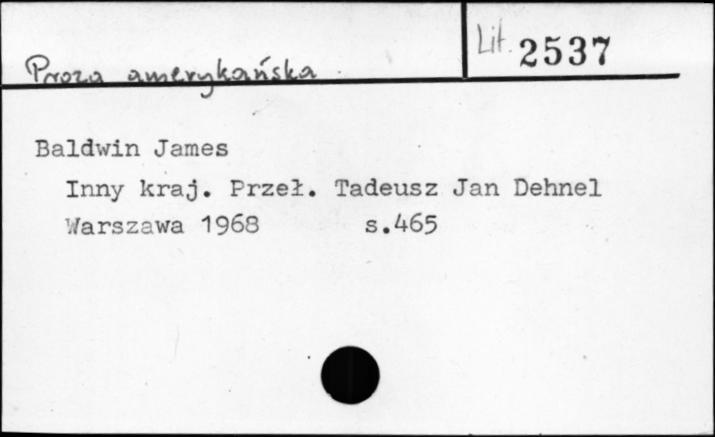 Proza amerykańska
Lit. 2537
Baldwin James
Inny kraj. Przeł. Tadeusz Jan Dehnel
Warszawa 1968 s.465